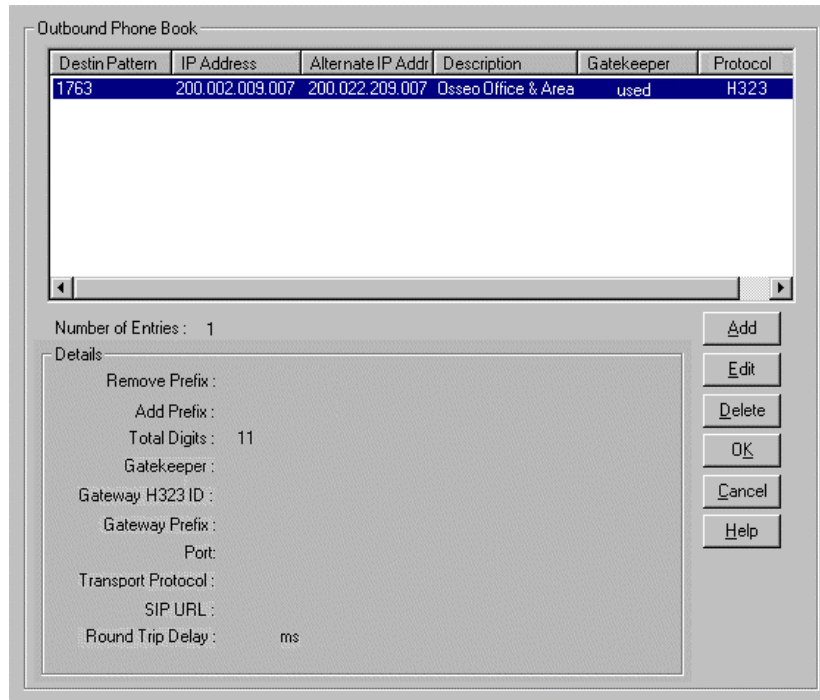 Outbound Phone Book
Destin Pattern IP Address Alternate IP Addr Description Gatekeeper Protocol
1763 200.002.009.007 200.022.209.007 Osseo Office & Area used H323
Number of Entries : 1
Add
Details
Edit
Remove Prefix :
Add Prefix :
Delete
Total Digits : 11
OK
Gatekeeper :
Gateway H323 ID :
Cancel
Gateway Prefix :
Help
Port:
Transport Protocol :
SIP URL :
Round Trip Delay : ms